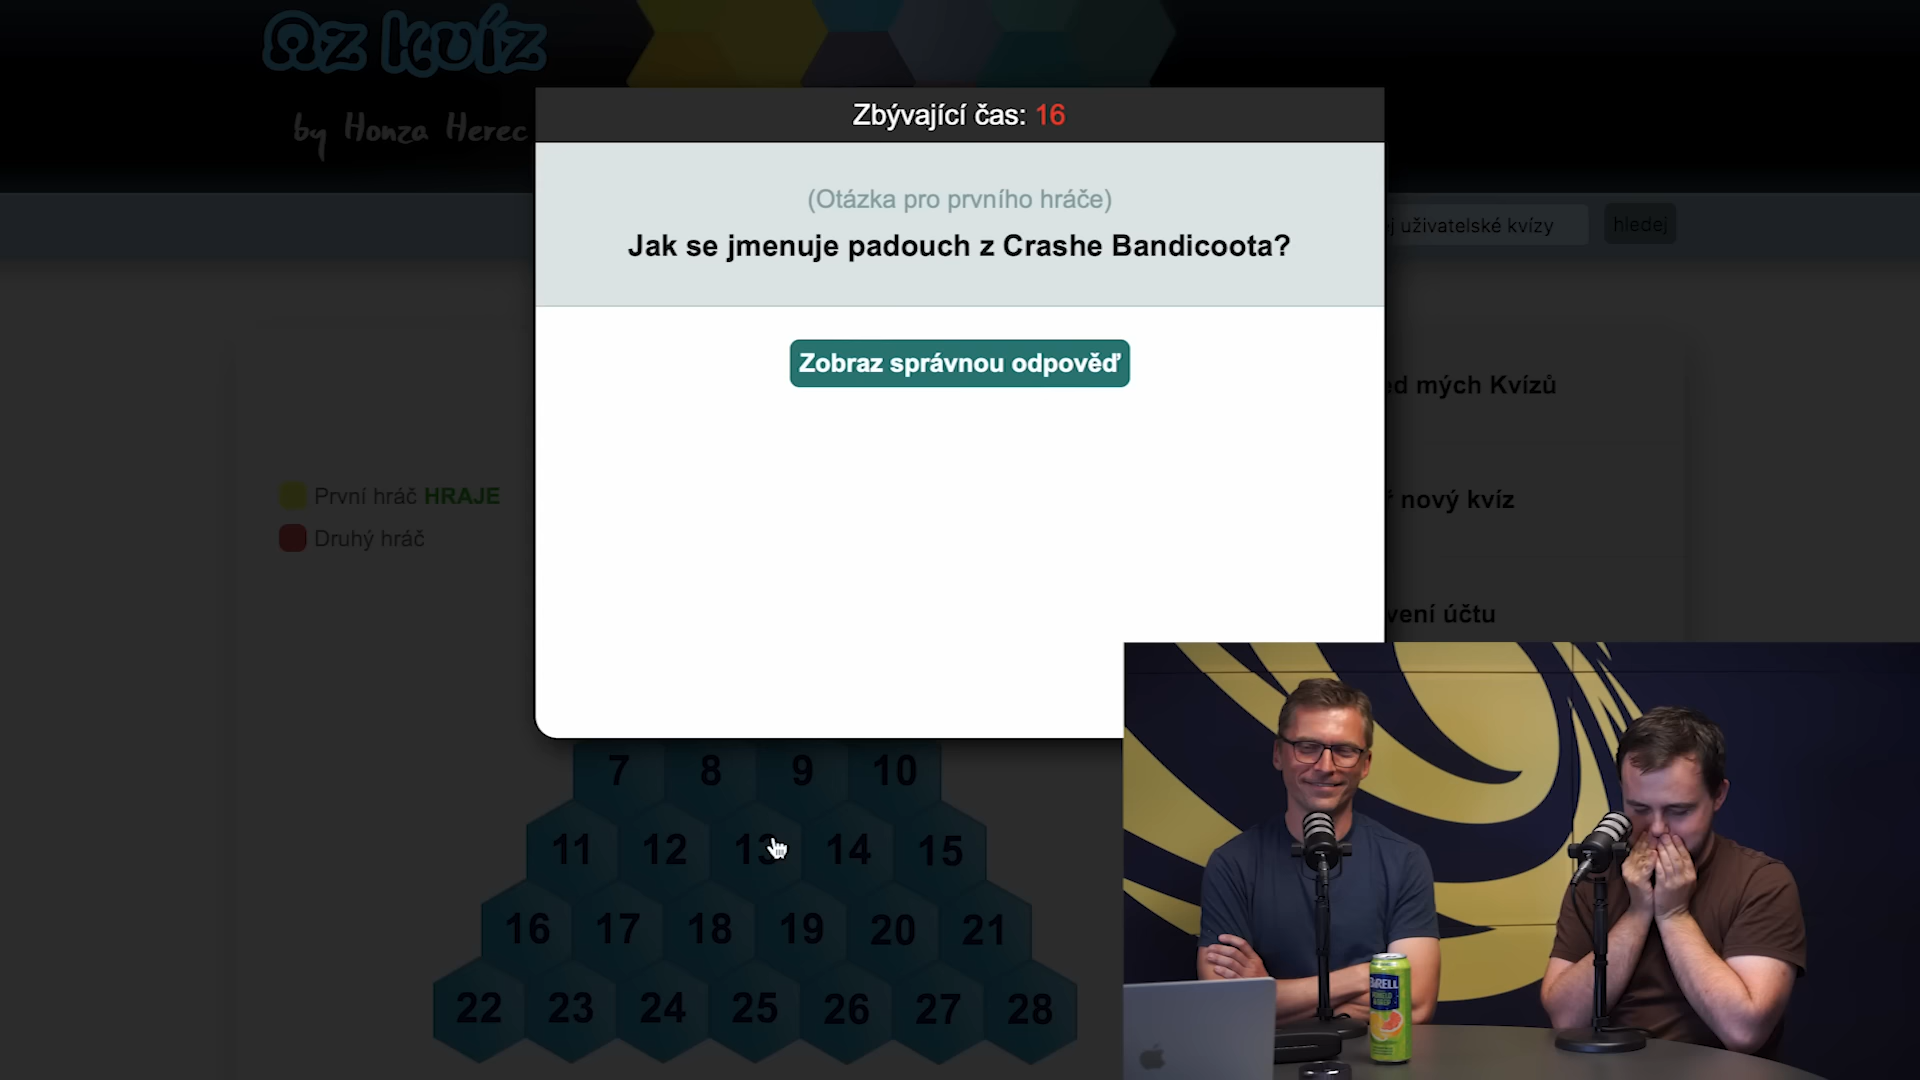 AZ kvíz
by Honza Herec
Zbývající čas: 16
(Otázka pro prvního hráče)
Jak se jmenuje padouch z Crashe Bandicoota?
Zobraz správnou odpověď
uživatelské kvízy
hledej
mých Kvízů
nový kvíz
účtu
První hráč HRAJE
Druhý hráč
7 8 9 10
11 12 13 14 15
16 17 18 19 20 21
22 23 24 25 26 27 28